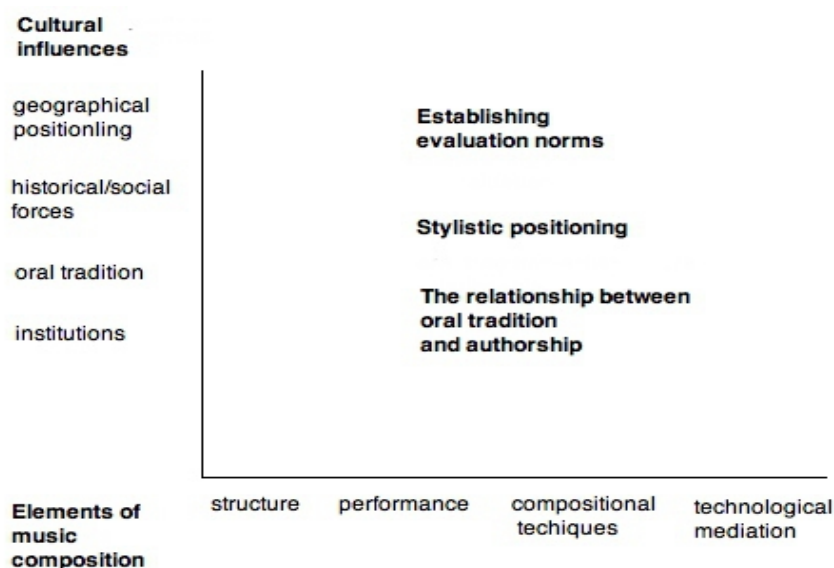 Cultural
influences
geographical
positionling
historical/social
forces
oral tradition
institutions
Establishing
evaluation norms
Stylistic positioning
The relationship between
oral tradition
and authorship
Elements of
music
composition
structure
performance
compositional
techiques
technological
mediation